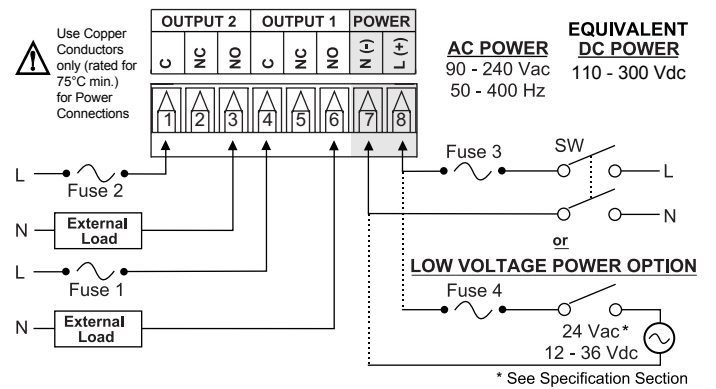 Use Copper
Conductors
only (rated for
75°C min.)
for Power
Connections
OUTPUT 2 OUTPUT 1 POWER
C NC NO C NC NO N (-) L (+)
1 2 3 4 5 6 7 8
AC POWER
90 - 240 Vac
50 - 400 Hz
EQUIVALENT
DC POWER
110 - 300 Vdc
L
Fuse 2
N
External
Load
L
Fuse 1
N
External
Load
Fuse 3
SW
L
N
or
LOW VOLTAGE POWER OPTION
Fuse 4
24 Vac*
12 - 36 Vdc
* See Specification Section